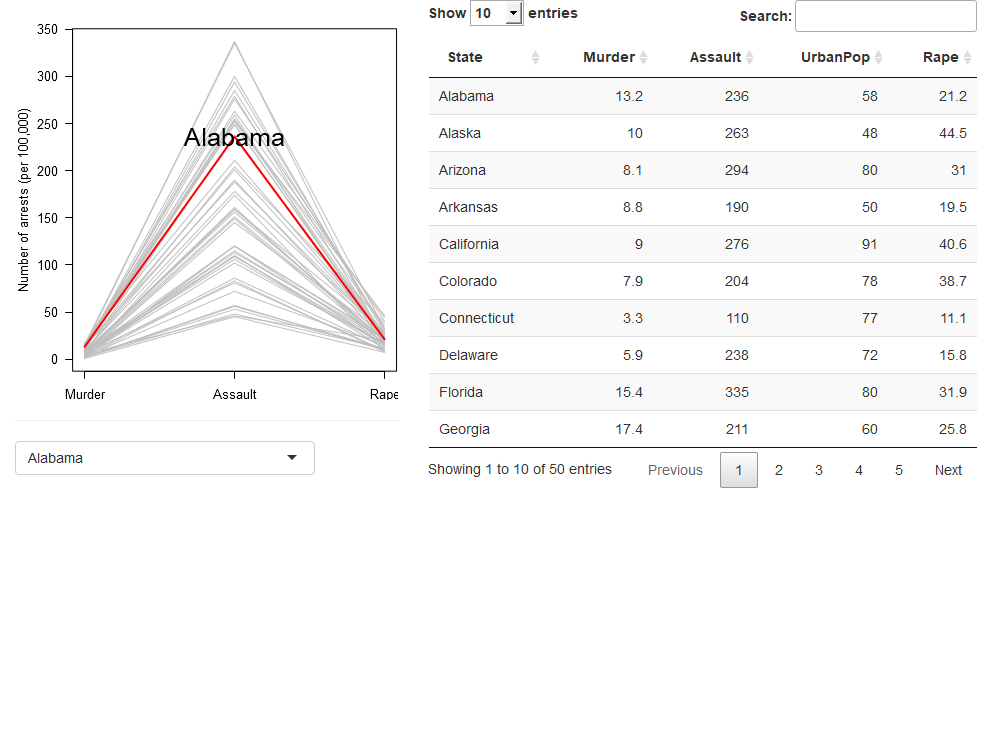 350
300
250
200
150
100
50
0
Number of arrests (per 100,000)
Alabama
Murder Assault Rape
Alabama
Show 10 entries
Search:
State Murder Assault UrbanPop Rape
Alabama 13.2 236 58 21.2
Alaska 10 263 48 44.5
Arizona 8.1 294 80 31
Arkansas 8.8 190 50 19.5
California 9 276 91 40.6
Colorado 7.9 204 78 38.7
Connecticut 3.3 110 77 11.1
Delaware 5.9 238 72 15.8
Florida 15.4 335 80 31.9
Georgia 17.4 211 60 25.8
Showing 1 to 10 of 50 entries Previous 1 2 3 4 5 Next